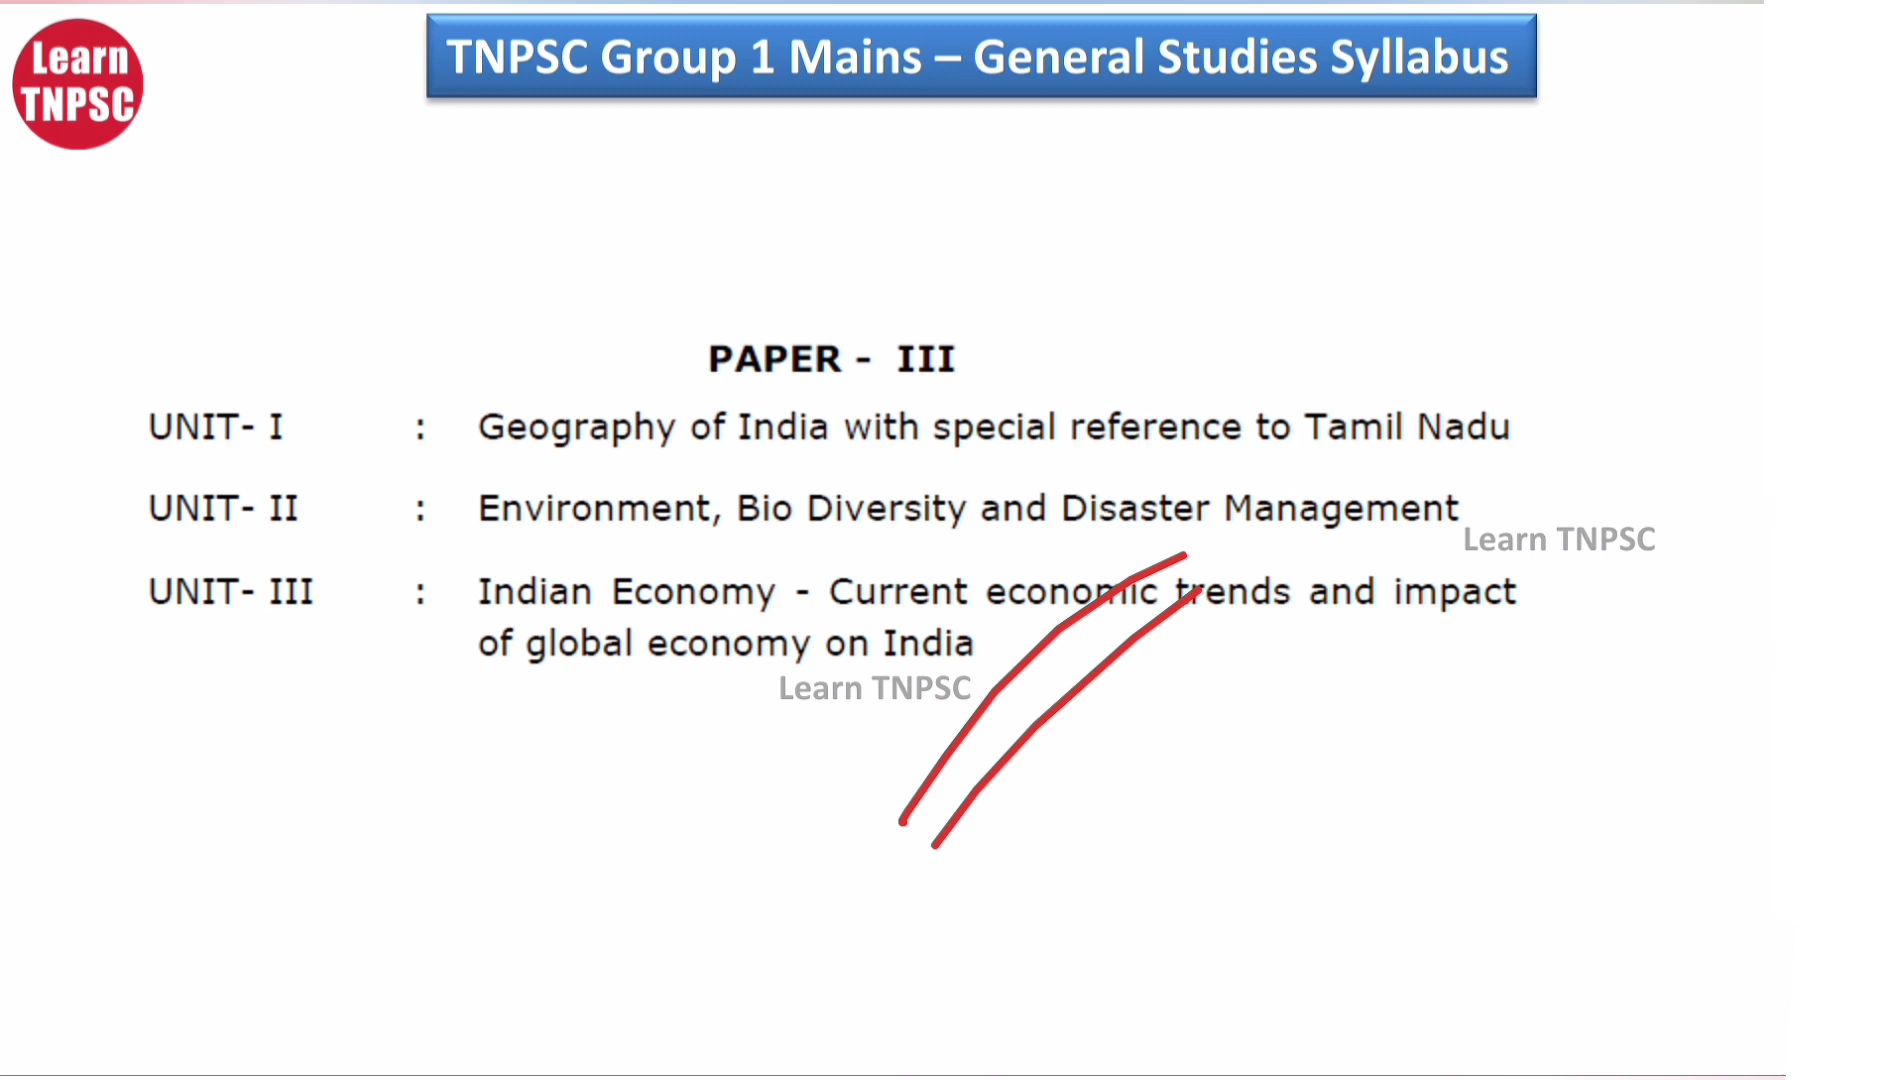 Learn
TNPSC
TNPSC Group 1 Mains – General Studies Syllabus
PAPER - III
UNIT- I : Geography of India with special reference to Tamil Nadu
UNIT- II : Environment, Bio Diversity and Disaster Management
Learn TNPSC
UNIT- III : Indian Economy - Current economic trends and impact
of global economy on India
Learn TNPSC